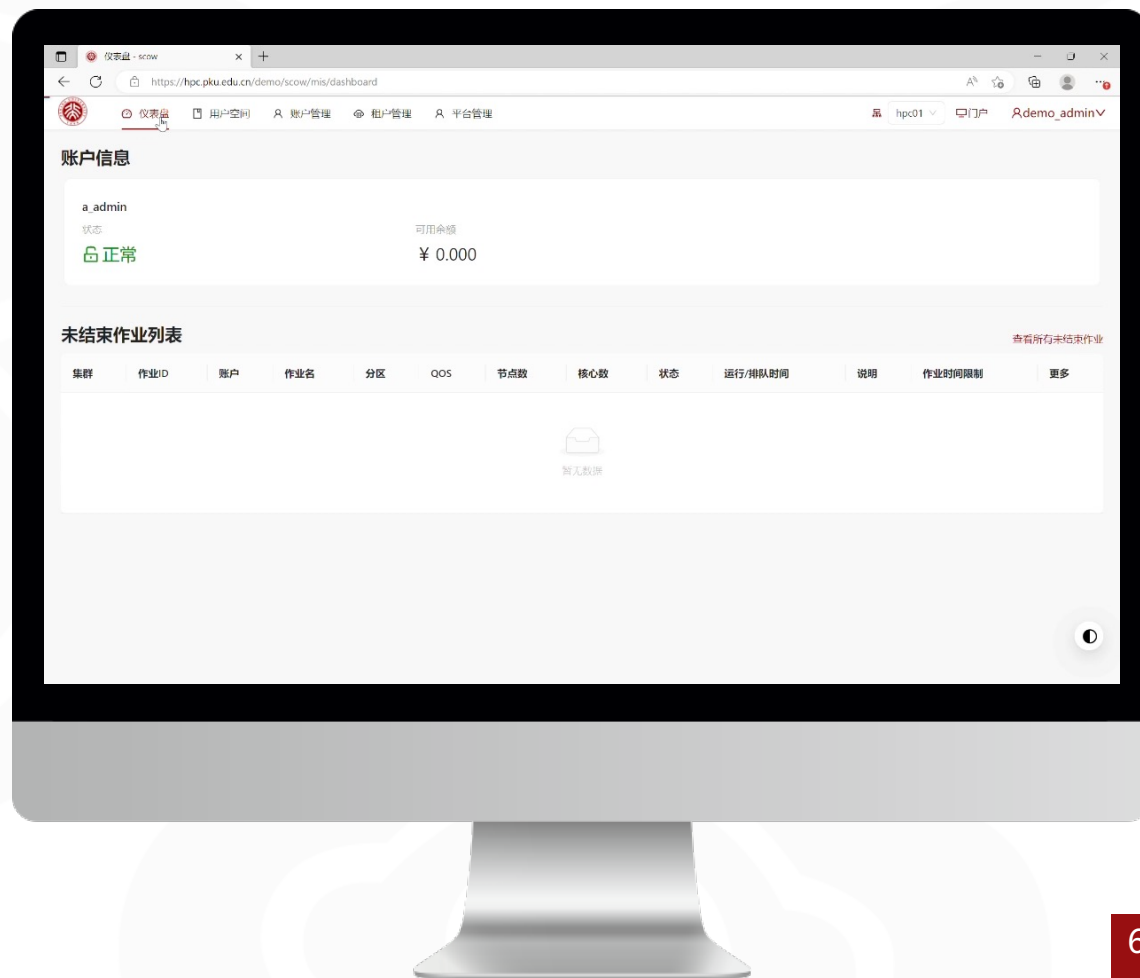 仪表盘 - scow
https://hpc.pku.edu.cn/demo/scow/mis/dashboard
仪表盘 用户空间 账户管理 租户管理 平台管理 hpc01 门户 demo_admin
账户信息
a_admin
状态 可用余额
正常 ¥ 0.000
未结束作业列表 查看所有未结束作业
集群 作业ID 账户 作业名 分区 QOS 节点数 核心数 状态 运行/排队时间 说明 作业时间限制 更多
暂无数据
6